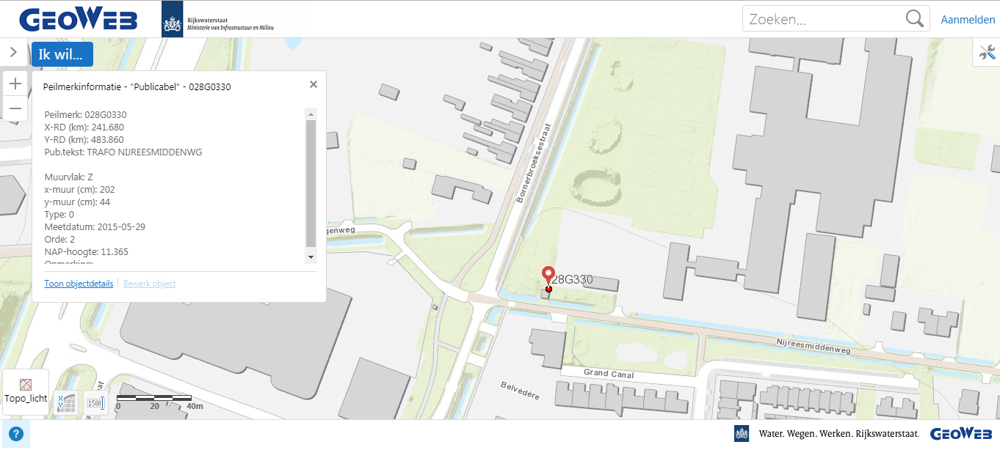 GEOWEB
Rijkswaterstaat
Ministerie van Infrastructuur en Milieu
Zoeken...
Aanmelden
Ik wil...
Peilmerkinformatie - "Publicabel" - 028G0330
Peilmerk: 028G0330
X-RD (km): 241.680
Y-RD (km): 483.860
Pub.tekst: TRAFO NIJREESMIDDENWG
Muurvlak: Z
x-muur (cm): 202
y-muur (cm): 44
Type: 0
Meetdatum: 2015-05-29
Orde: 2
NAP-hoogte: 11.365
Opmerking:
Toon objectdetails
Bewerk object
Bornerbroeksestraat
genweg
28G330
Nijreesmiddenweg
Grand Canal
Belvédère
at
Topo_licht
X,Y
1:500
0 20 40m
?
Water. Wegen. Werken. Rijkswaterstaat.
GEOWEB